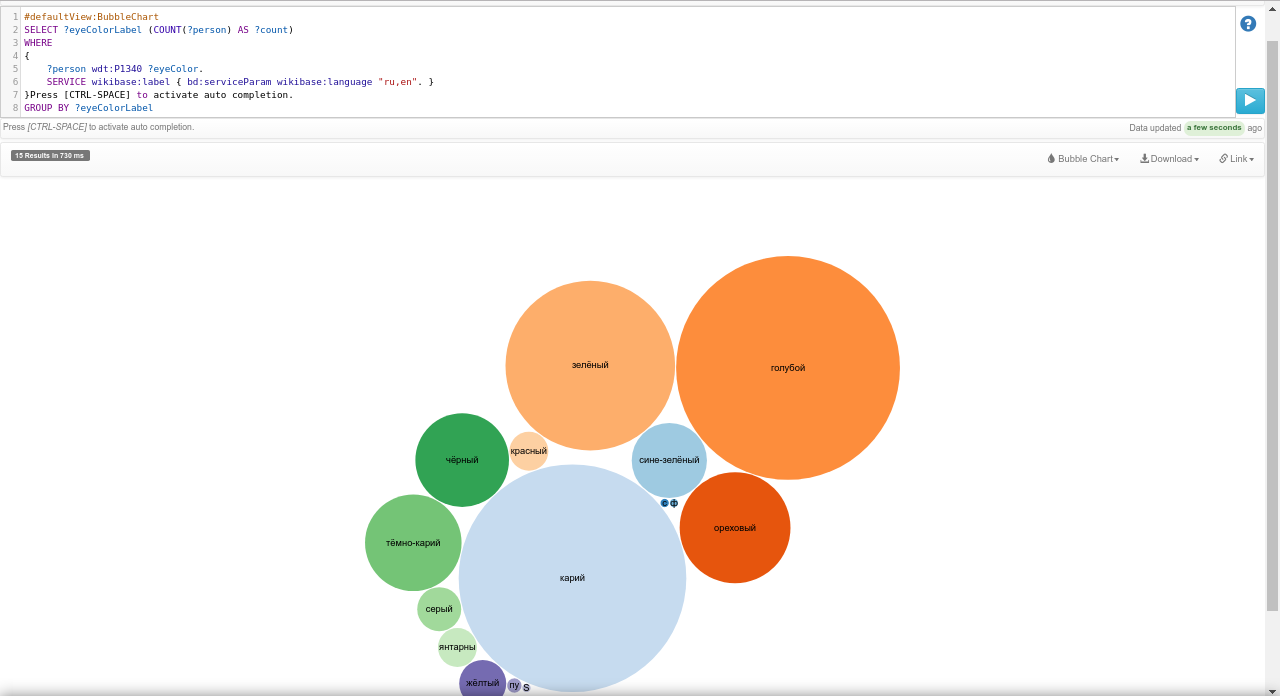 1 #defaultView:BubbleChart
2 SELECT ?eyeColorLabel (COUNT(?person) AS ?count)
3 WHERE
4 {
5 ?person wdt:P1340 ?eyeColor.
6 SERVICE wikibase:label { bd:serviceParam wikibase:language "ru,en". }
7 }Press [CTRL-SPACE] to activate auto completion.
8 GROUP BY ?eyeColorLabel
Press [CTRL-SPACE] to activate auto completion.
Data updated a few seconds ago
15 Results in 730 ms
Bubble Chart
Download
Link
зелёный
голубой
красный
чёрный
сине-зелёный
с
ф
ореховый
тёмно-карий
карий
серый
янтарны
жёлтый
пу
S